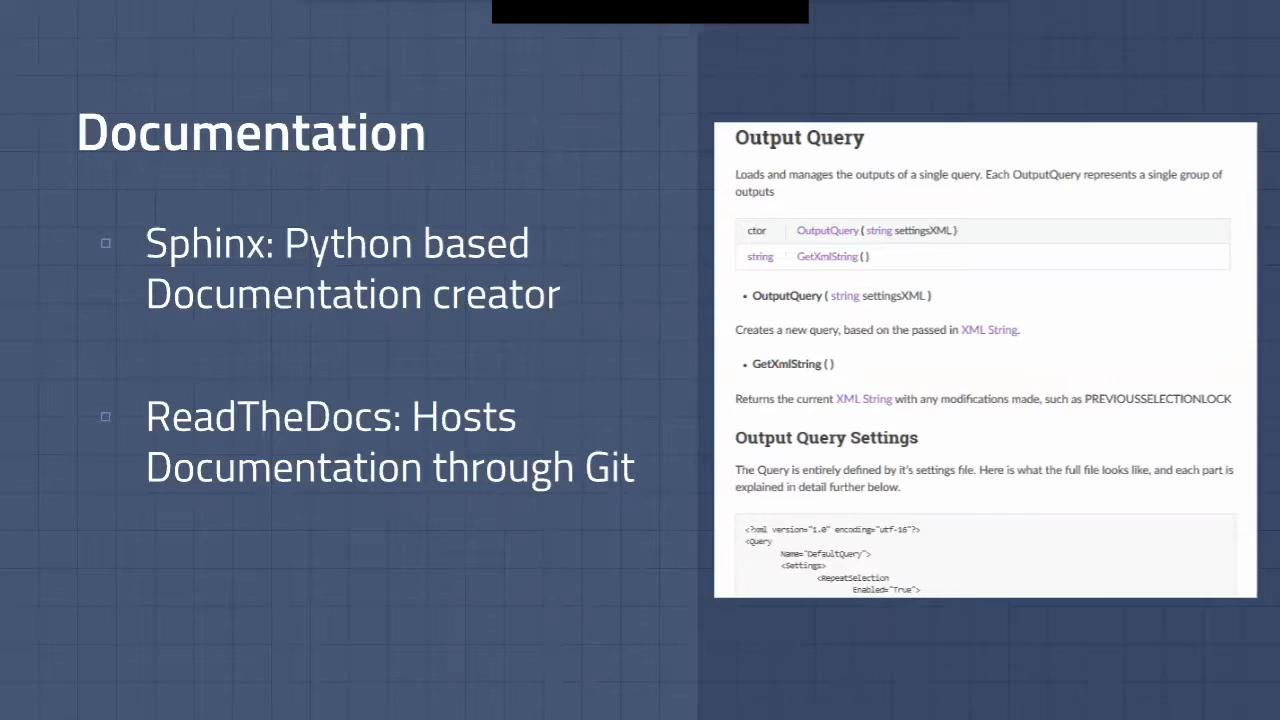 Documentation
Sphinx: Python based
Documentation creator
ReadTheDocs: Hosts
Documentation through Git
Output Query
Loads and manages the outputs of a single query. Each OutputQuery represents a single group of
outputs
ctor OutputQuery ( string settingsXML )
string GetXmlString ( )
• OutputQuery ( string settingsXML )
Creates a new query, based on the passed in XML String.
• GetXmlString ( )
Returns the current XML String with any modifications made, such as PREVIOUSSELECTIONLOCK
Output Query Settings
The Query is entirely defined by it's settings file. Here is what the full file looks like, and each part is
explained in detail further below.
<?xml version="1.0" encoding="utf-16"?>
<Query
Name="DefaultQuery">
<Settings>
<RepeatSelection
Enabled="True">